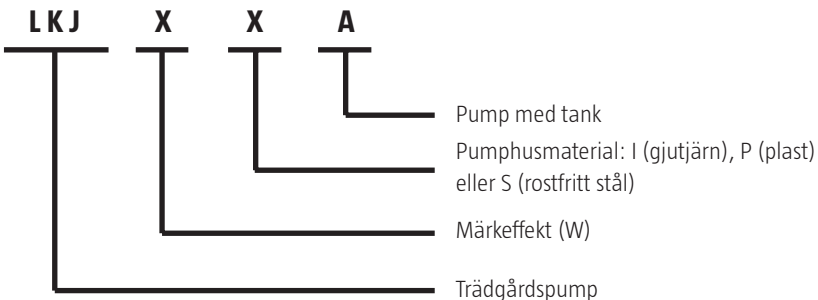 LKJ X X A
Pump med tank
Pumphusmaterial: I (gjutjärn), P (plast)
eller S (rostfritt stål)
Märkeffekt (W)
Trädgårdspump